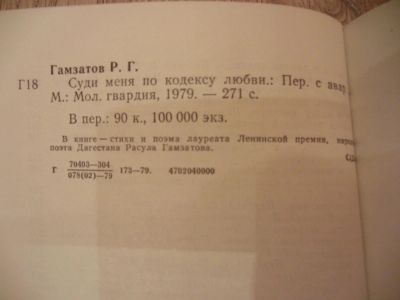 Гамзатов Р. Г.
Г18 Суди меня по кодексу любви.: Пер. с авар
М.: Мол. гвардия, 1979. — 271 с.
В пер.: 90 к., 100 000 экз.
В книге — стихи и поэма лауреата Ленинской премии,
поэта Дагестана Расула Гамзатова.
Г 70403—304
078(02)—79 173—79. 4702040000